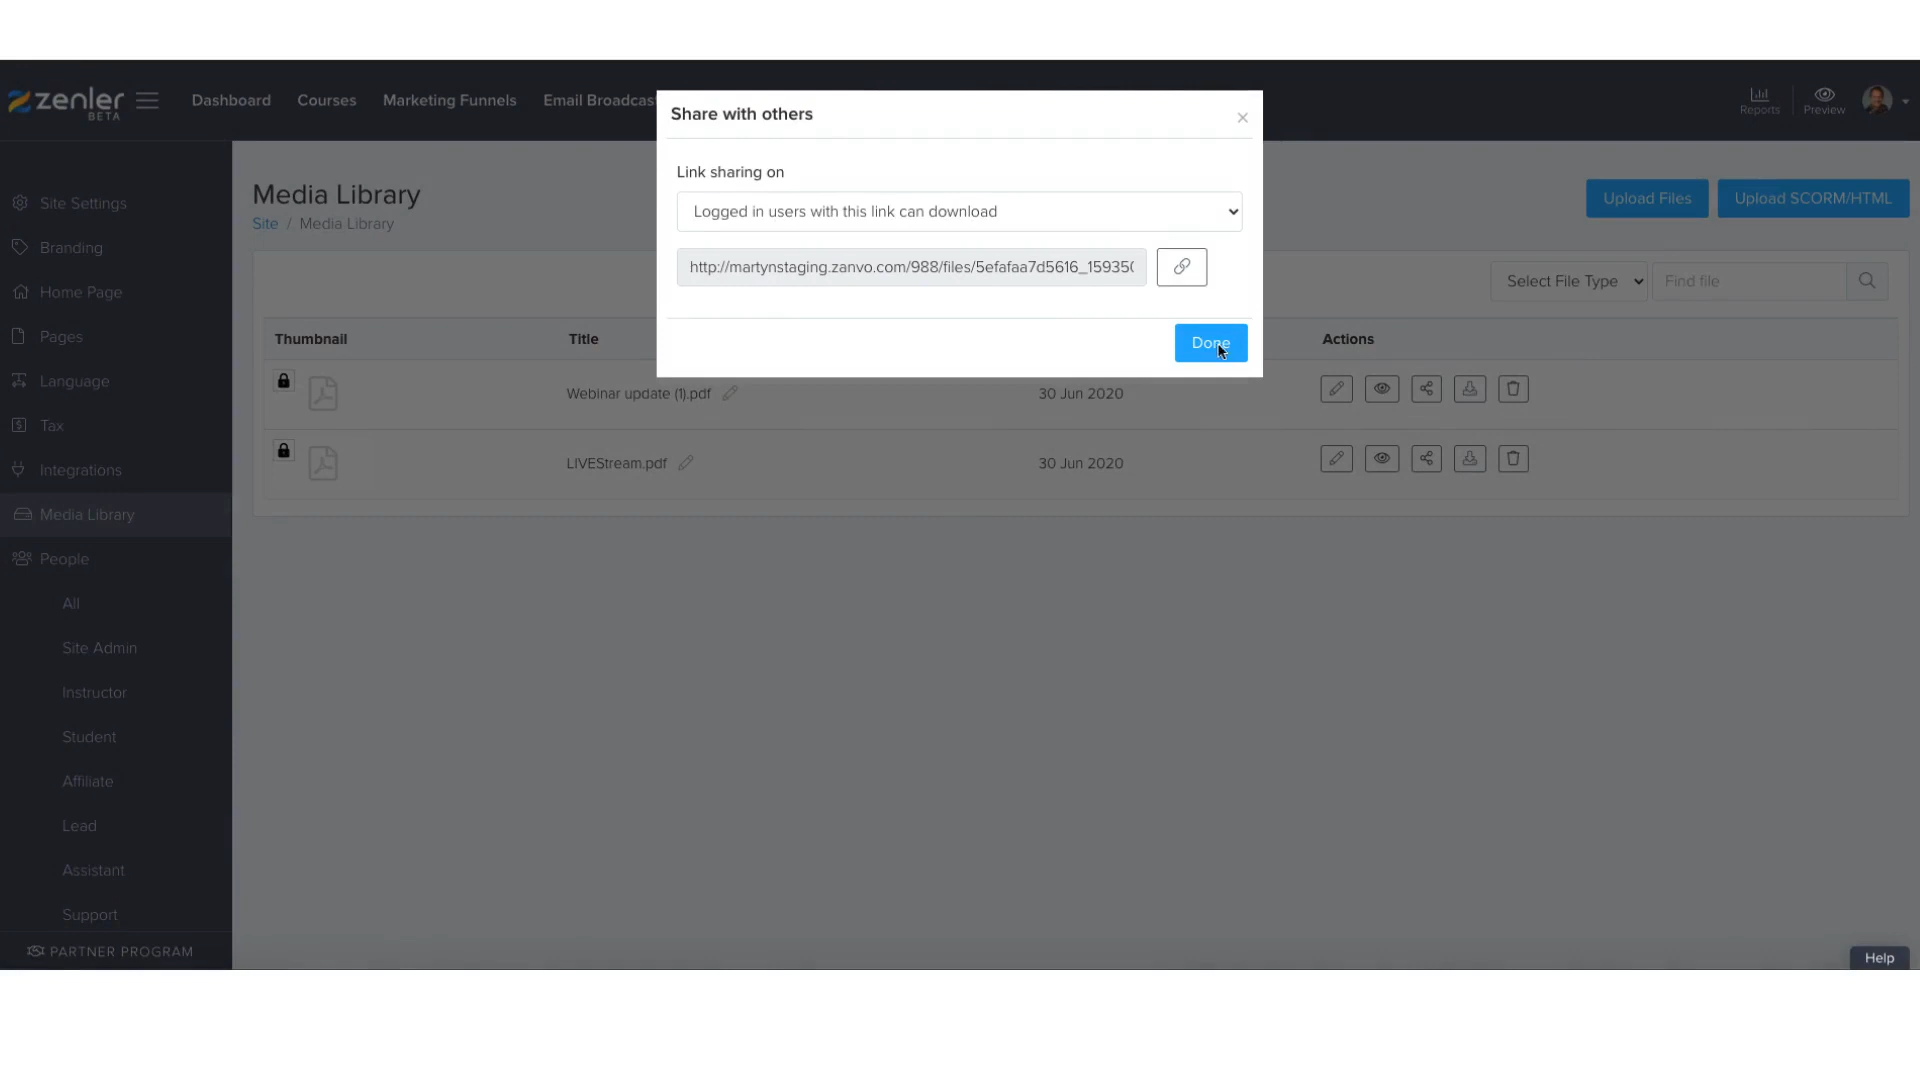 zenler
BETA
Dashboard
Courses
Marketing Funnels
Email Broadcas
Reports
Preview
Share with others
×
Link sharing on
Logged in users with this link can download
http://martynstaging.zanvo.com/988/files/5efafaa7d5616_15935
Done
Site Settings
Branding
Home Page
Pages
Language
Tax
Integrations
Media Library
People
All
Site Admin
Instructor
Student
Affiliate
Lead
Assistant
Support
PARTNER PROGRAM
Media Library
Site / Media Library
Upload Files
Upload SCORM/HTML
Select File Type
Find file
Thumbnail
Title
Actions
Webinar update (1).pdf
30 Jun 2020
LIVEStream.pdf
30 Jun 2020
Help